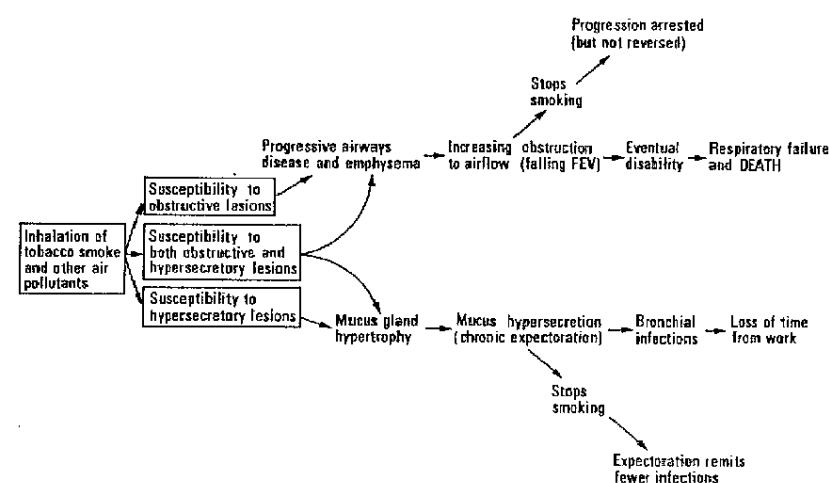 Progression arrested
(but not reversed)
Stops
smoking
Progressive airways
disease and emphysema
Increasing obstruction
to airflow (falling FEV)
Eventual
disability
Respiratory failure
and DEATH
Susceptibility to
obstructive lesions
Inhalation of
tobacco smoke
and other air
pollutants
Susceptibility to
both obstructive and
hypersecretory lesions
Susceptibility to
hypersecretory lesions
Mucus gland
hypertrophy
Mucus hypersecretion
(chronic expectoration)
Bronchial
infections
Loss of time
from work
Stops
smoking
Expectoration remits
fewer infections